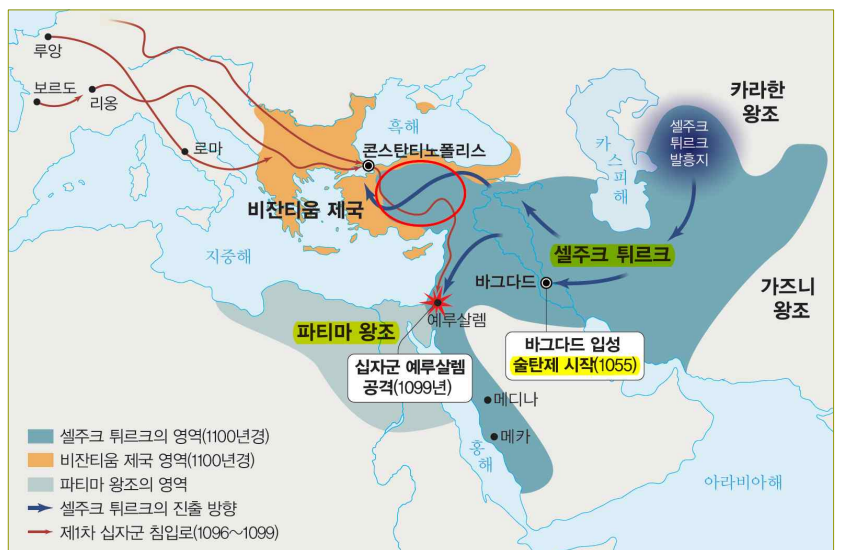 루앙
보르도
리옹
로마
흑해
콘스탄티노폴리스
비잔티움 제국
지중해
카
스
피
해
카라한
왕조
셀주크
튀르크
발흥지
셀주크 튀르크
바그다드
가즈니
왕조
예루살렘
파티마 왕조
십자군 예루살렘
공격(1099년)
바그다드 입성
술탄제 시작(1055)
메디나
메카
홍
해
아라비아해
셀주크 튀르크의 영역(1100년경)
비잔티움 제국 영역(1100년경)
파티마 왕조의 영역
셀주크 튀르크의 진출 방향
제1차 십자군 침입로(1096~1099)